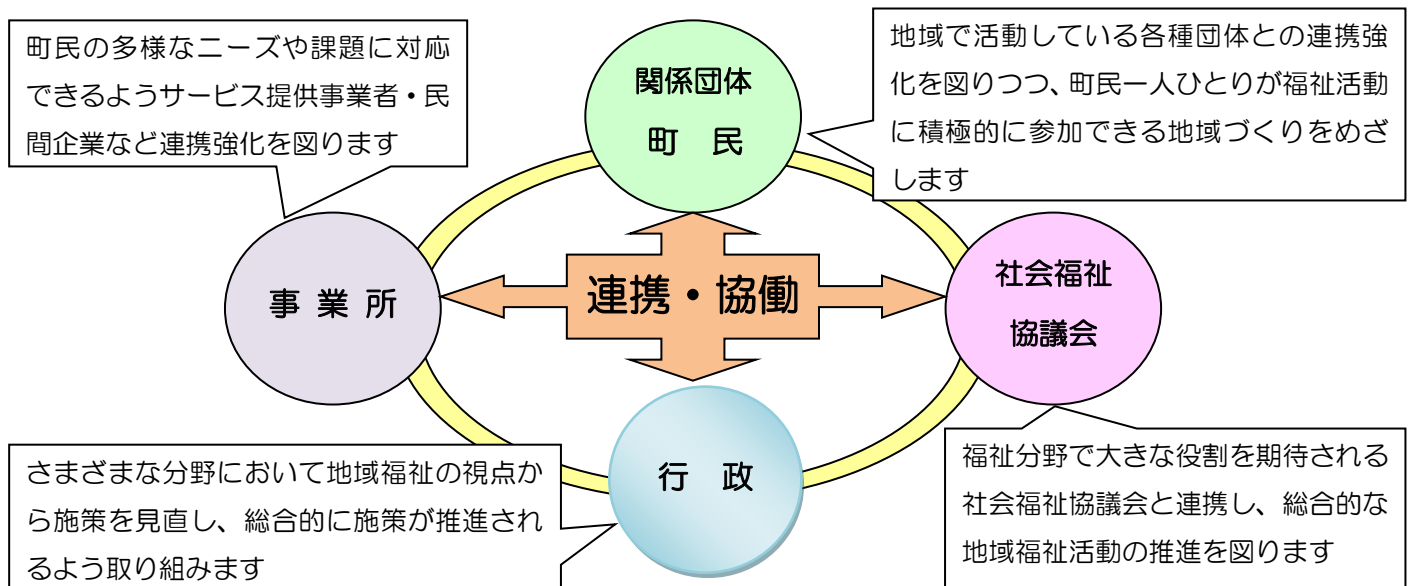 町民の多様なニーズや課題に対応
できるようサービス提供事業者・民
間企業など連携強化を図ります
関係団体
町 民
地域で活動している各種団体との連携強
化を図りつつ、町民一人ひとりが福祉活動
に積極的に参加できる地域づくりをめざ
します
事 業 所
連携・協働
社会福祉
協議会
さまざまな分野において地域福祉の視点か
ら施策を見直し、総合的に施策が推進され
るよう取り組みます
行 政
福祉分野で大きな役割を期待される
社会福祉協議会と連携し、総合的な
地域福祉活動の推進を図ります